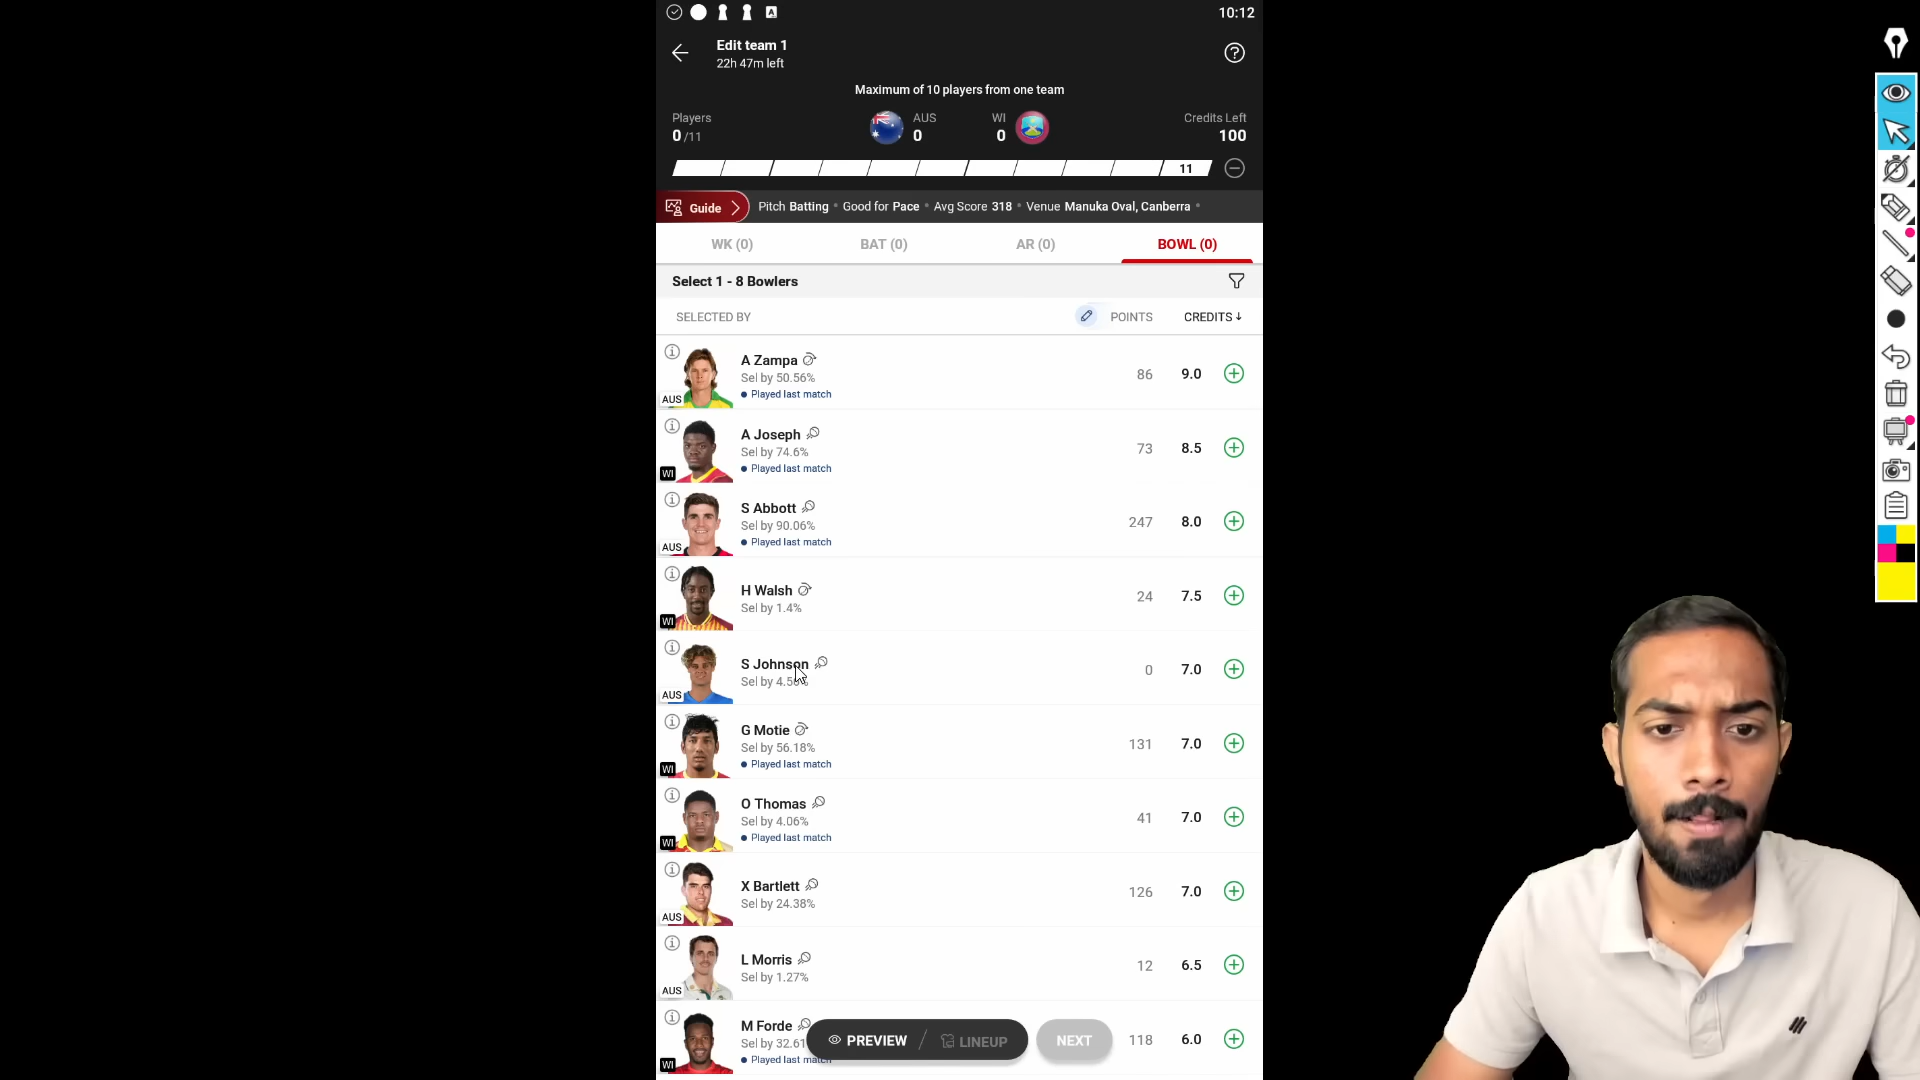 10:12
Edit team 1
22h 47m left
Maximum of 10 players from one team
Players
0 /11
AUS
0
WI
0
Credits Left
100
11
Guide
Pitch Batting • Good for Pace • Avg Score 318 • Venue Manuka Oval, Canberra •
WK (0) BAT (0) AR (0) BOWL (0)
Select 1 - 8 Bowlers
SELECTED BY POINTS CREDITS
A Zampa
Sel by 50.56%
Played last match
AUS
86 9.0
A Joseph
Sel by 74.6%
Played last match
WI
73 8.5
S Abbott
Sel by 90.06%
Played last match
AUS
247 8.0
H Walsh
Sel by 1.4%
WI
24 7.5
S Johnson
Sel by
AUS
0 7.0
G Motie
Sel by 56.18%
Played last match
WI
131 7.0
O Thomas
Sel by 4.06%
Played last match
WI
41 7.0
X Bartlett
Sel by 24.38%
AUS
126 7.0
L Morris
Sel by 1.27%
AUS
12 6.5
M Forde
Sel by
Played last match
WI
118 6.0
PREVIEW / LINEUP
NEXT